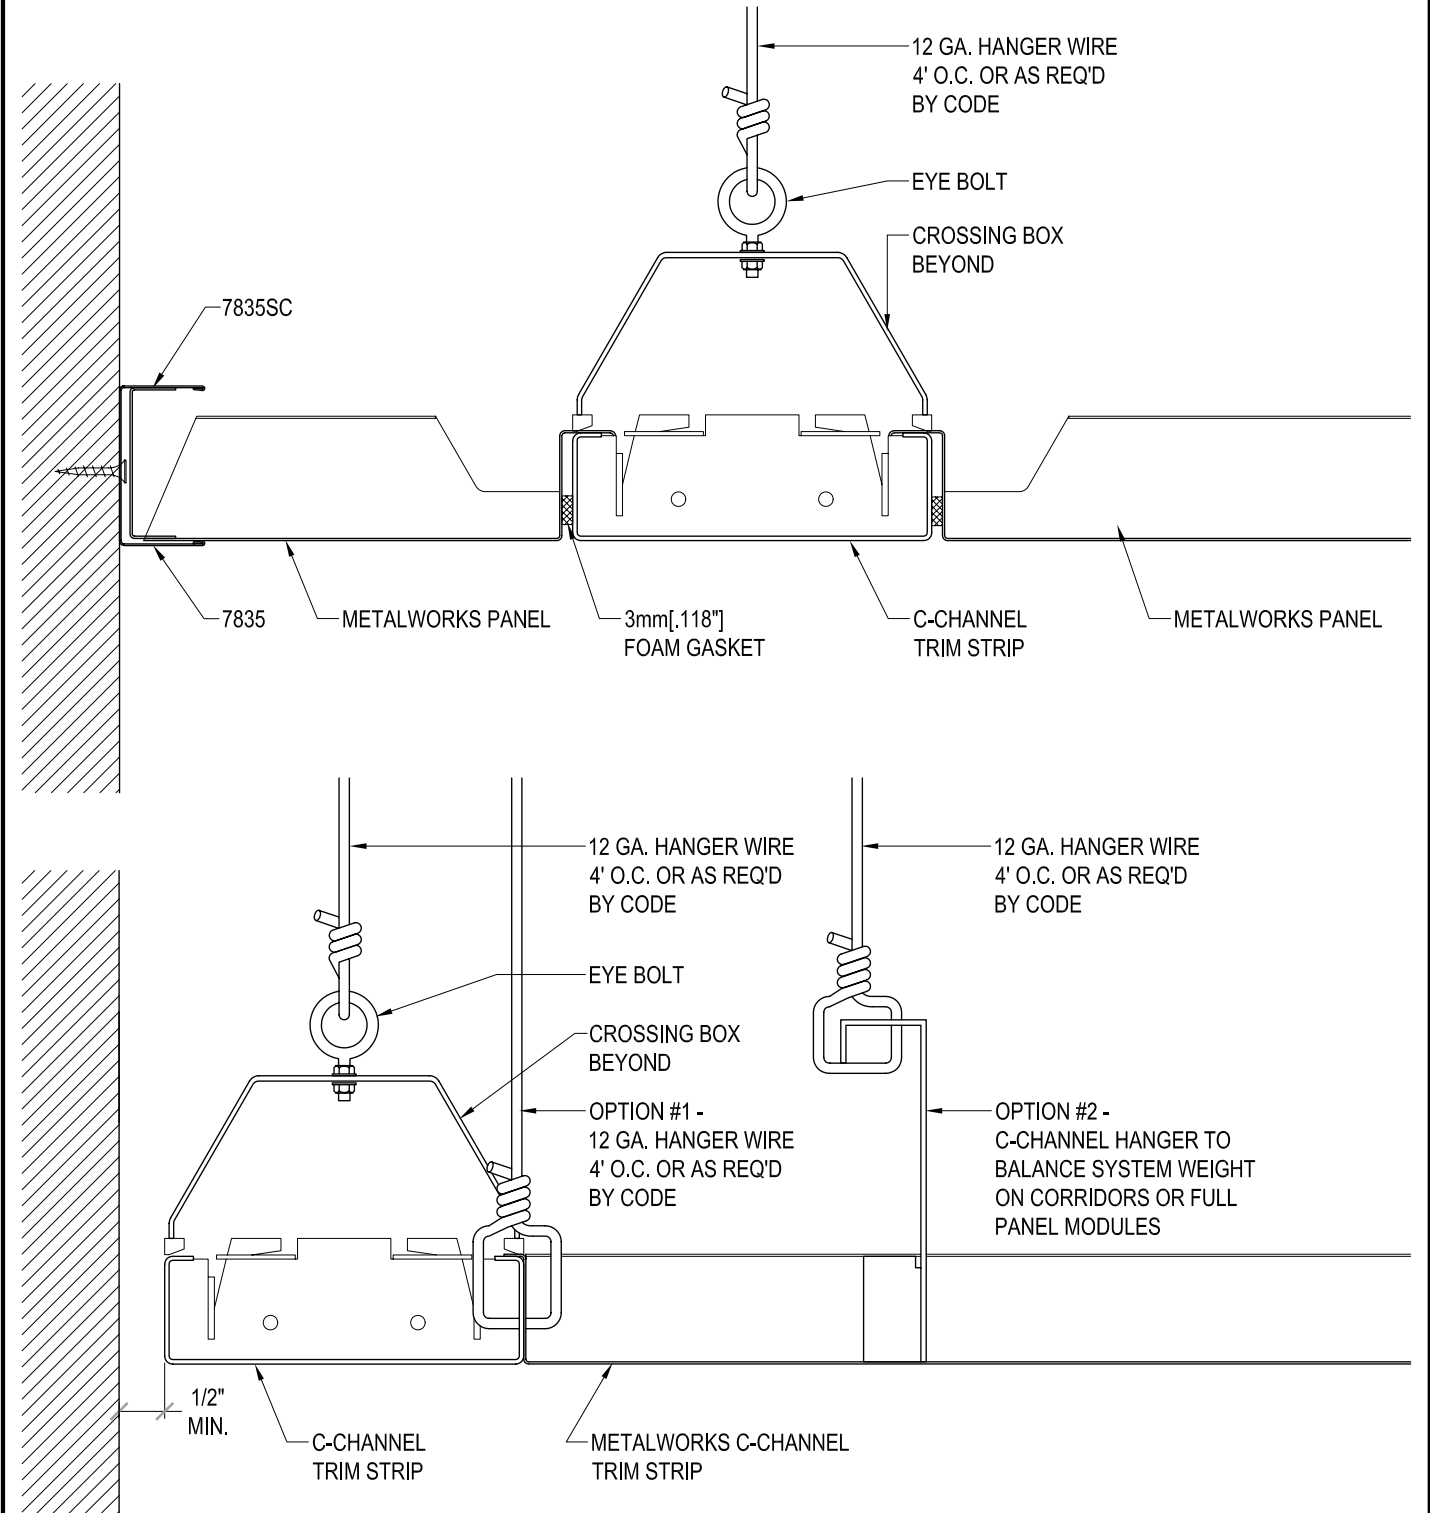 12 GA. HANGER WIRE
4' O.C. OR AS REQ'D
BY CODE
EYE BOLT
CROSSING BOX
BEYOND
7835SC
7835
METALWORKS PANEL
3mm[.118"]
FOAM GASKET
C-CHANNEL
TRIM STRIP
METALWORKS PANEL
12 GA. HANGER WIRE
4' O.C. OR AS REQ'D
BY CODE
12 GA. HANGER WIRE
4' O.C. OR AS REQ'D
BY CODE
EYE BOLT
CROSSING BOX
BEYOND
OPTION #1 -
12 GA. HANGER WIRE
4' O.C. OR AS REQ'D
BY CODE
OPTION #2 -
C-CHANNEL HANGER TO
BALANCE SYSTEM WEIGHT
ON CORRIDORS OR FULL
PANEL MODULES
1/2"
MIN.
C-CHANNEL
TRIM STRIP
METALWORKS C-CHANNEL
TRIM STRIP